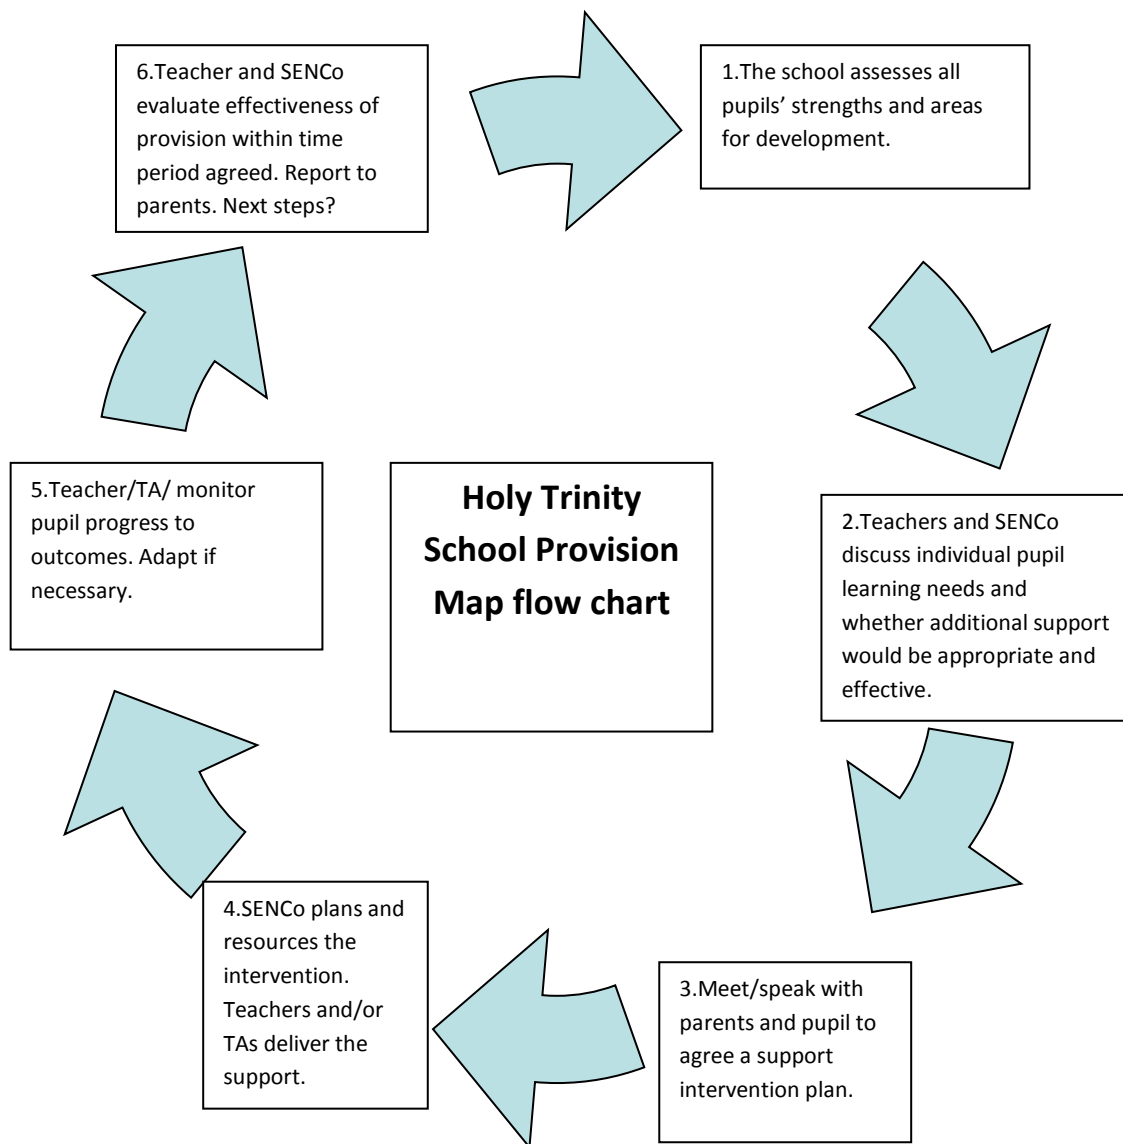 6.Teacher and SENCo
evaluate effectiveness of
provision within time
period agreed. Report to
parents. Next steps?
1.The school assesses all
pupils’ strengths and areas
for development.
5.Teacher/TA/ monitor
pupil progress to
outcomes. Adapt if
necessary.
Holy Trinity
School Provision
Map flow chart
2.Teachers and SENCo
discuss individual pupil
learning needs and
whether additional support
would be appropriate and
effective.
4.SENCo plans and
resources the
intervention.
Teachers and/or
TAs deliver the
support.
3.Meet/speak with
parents and pupil to
agree a support
intervention plan.